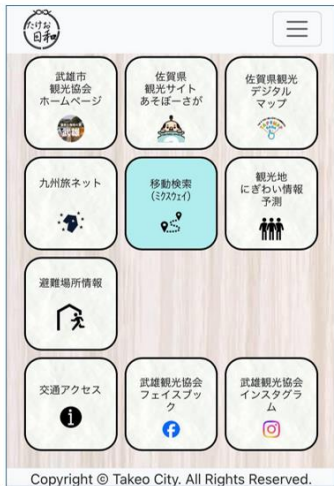 たけお
日和
武雄市
観光協会
ホームページ
武雄
佐賀県
観光サイト
あそぼーさが
佐賀県観光
デジタル
マップ
九州旅ネット
移動検索
(ミクスウェイ)
観光地
にぎわい情報
予測
避難場所情報
交通アクセス
武雄観光協会
フェイスブッ
ク
武雄観光協会
インスタグラ
ム
Copyright © Takeo City. All Rights Reserved.